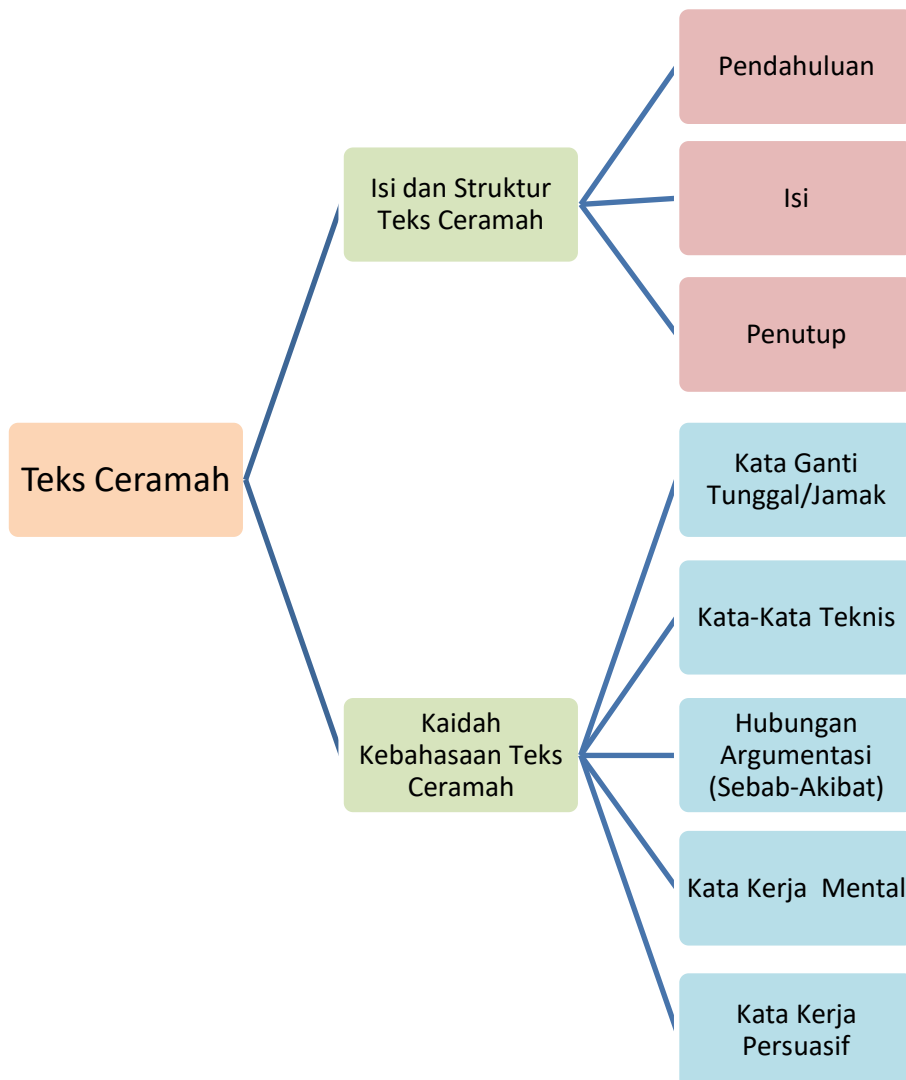 Pendahuluan
Isi dan Struktur
Teks Ceramah
Isi
Penutup
Teks Ceramah
Kata Ganti
Tunggal/Jamak
Kata-Kata Teknis
Kaidah
Kebahasaan Teks
Ceramah
Hubungan
Argumentasi
(Sebab-Akibat)
Kata Kerja  Mental
Kata Kerja
Persuasif